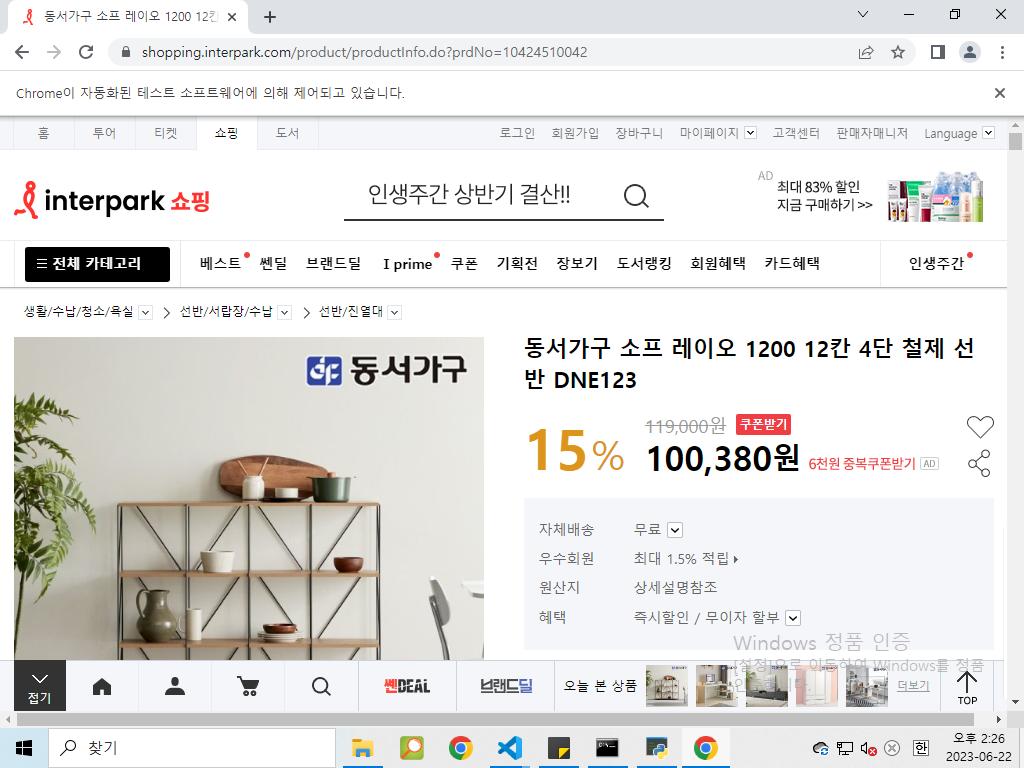 동서가구 소프 레이오 1200 12칸
shopping.interpark.com/product/productInfo.do?prdNo=10424510042
Chrome이 자동화된 테스트 소프트웨어에 의해 제어되고 있습니다.
홈 투어 티켓 쇼핑 도서 로그인 회원가입 장바구니 마이페이지 고객센터 판매자매니저 Language
interpark 쇼핑
인생주간 상반기 결산!!
AD 최대 83% 할인
지금 구매하기 >>
전체 카테고리 베스트 쎈딜 브랜드딜 I prime 쿠폰 기획전 장보기 도서랭킹 회원혜택 카드혜택 인생주간
생활/수납/청소/욕실 선반/서랍장/수납 선반/진열대
동서가구
동서가구 소프 레이오 1200 12칸 4단 철제 선
반 DNE123
15%
119,000원 쿠폰받기
100,380원 6천원 중복쿠폰받기 AD
자체배송 무료
우수회원 최대 1.5% 적립
원산지 상세설명참조
혜택 즉시할인 / 무이자 할부
Windows 정품 인증
[설정]으로 이동하여 Windows를 정품
접기 쎈DEAL 브랜드딜 오늘 본 상품 더보기 TOP
찾기
한
오후 2:26
2023-06-22